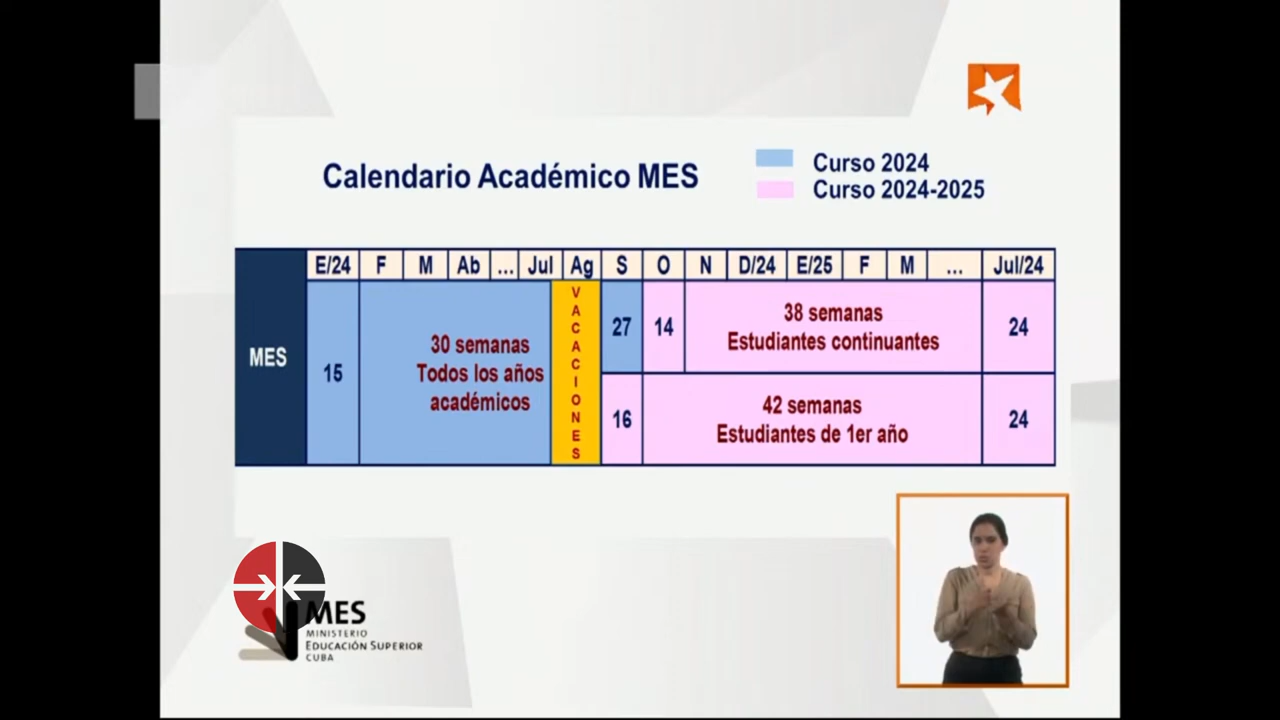 Calendario Académico MES
Curso 2024
Curso 2024-2025
E/24 F M Ab ... Jul Ag S O N D/24 E/25 F M ... Jul/24
MES
15
30 semanas
Todos los años
académicos
VACACIONES
27
14
38 semanas
Estudiantes continuantes
24
16
42 semanas
Estudiantes de 1er año
24
MES
MINISTERIO
EDUCACIÓN SUPERIOR
CUBA